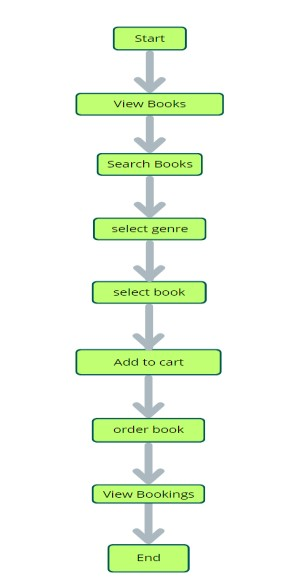 Start
View Books
Search Books
select genre
select book
Add to cart
order book
View Bookings
End